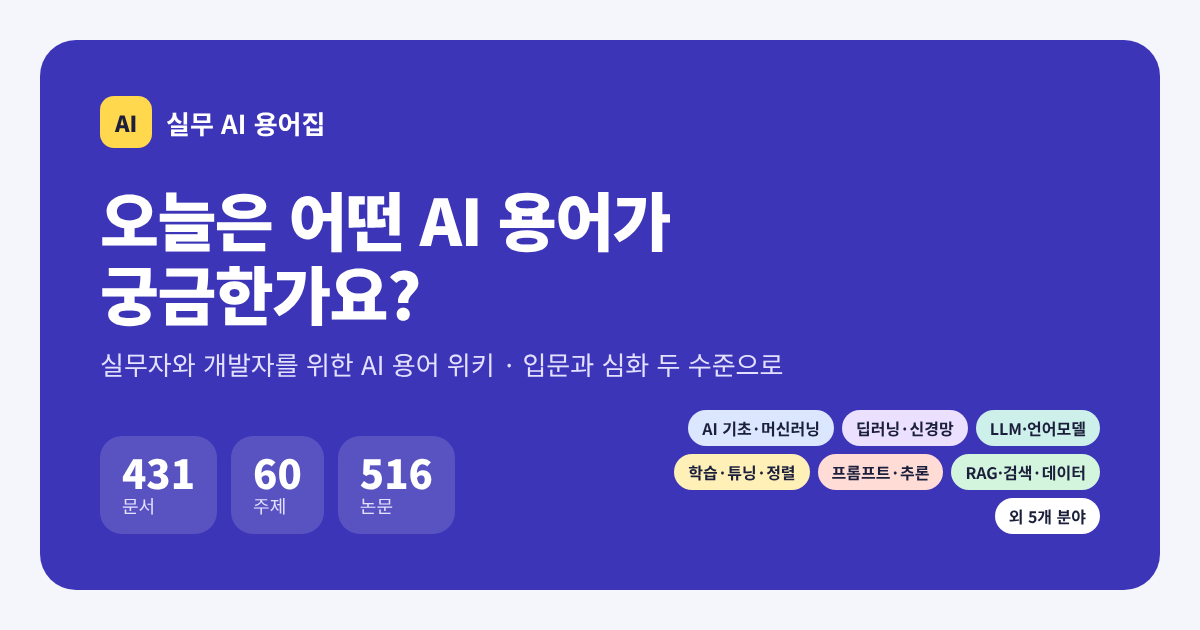 AI
실무 AI 용어집
오늘은 어떤 AI 용어가
궁금한가요?
실무자와 개발자를 위한 AI 용어 위키 · 입문과 심화 두 수준으로
431
문서
60
주제
516
논문
AI 기초·머신러닝
딥러닝·신경망
LLM·언어모델
학습·튜닝·정렬
프롬프트·추론
RAG·검색·데이터
외 5개 분야